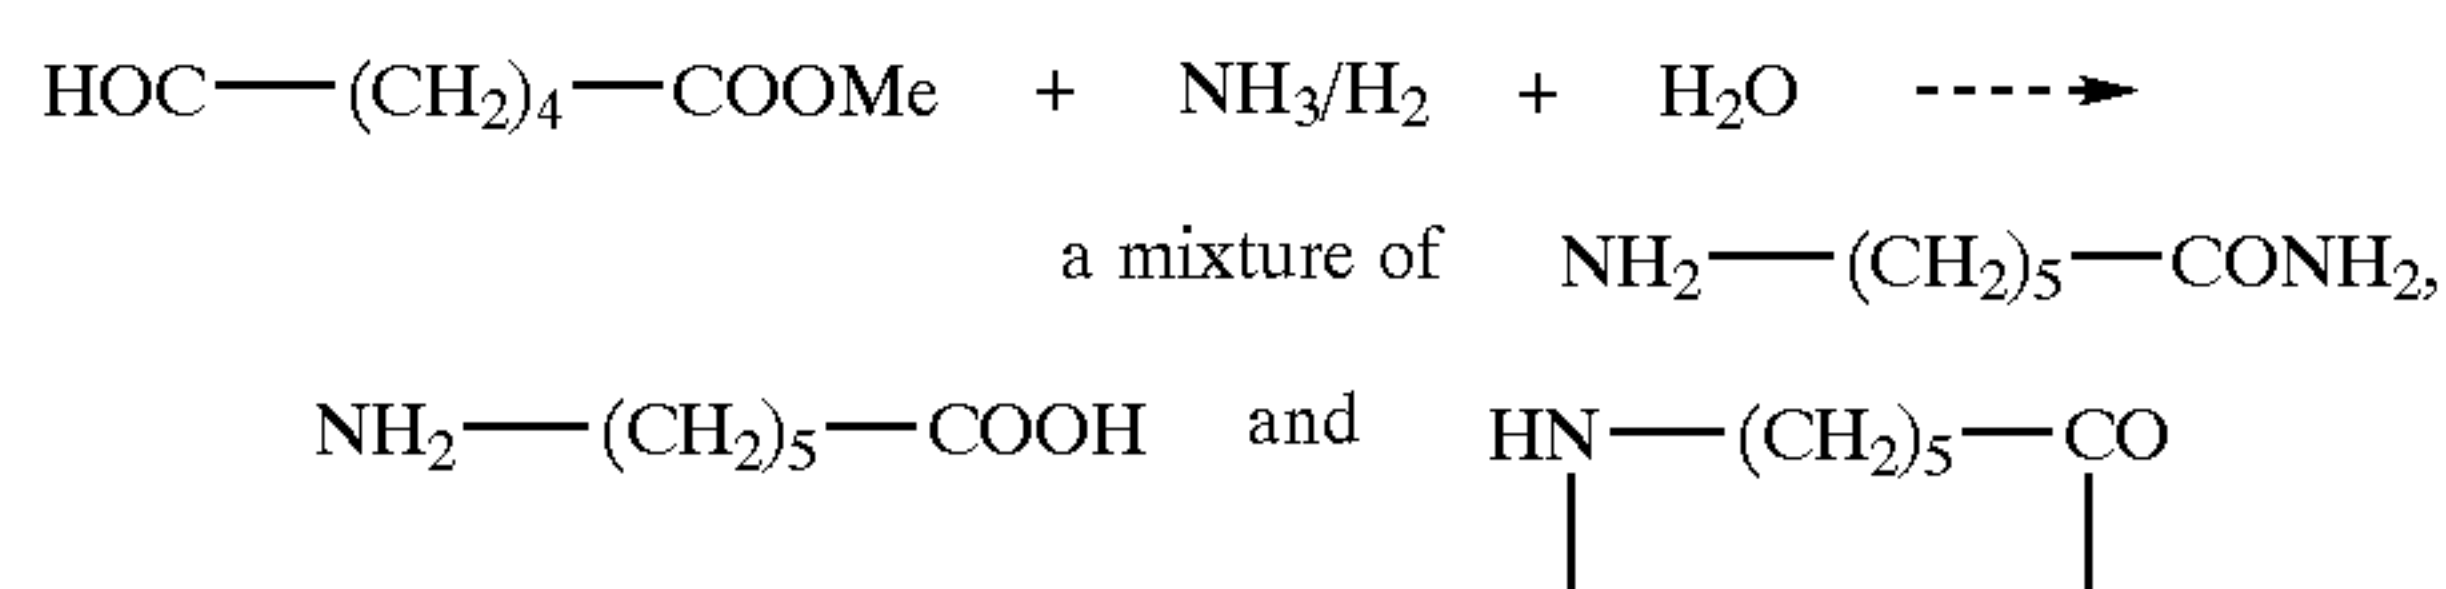 HOC—(CH₂)₄—COOMe + NH₃/H₂ + H₂O ---->
a mixture of NH₂—(CH₂)₅—CONH₂,
NH₂—(CH₂)₅—COOH and HN—(CH₂)₅—CO